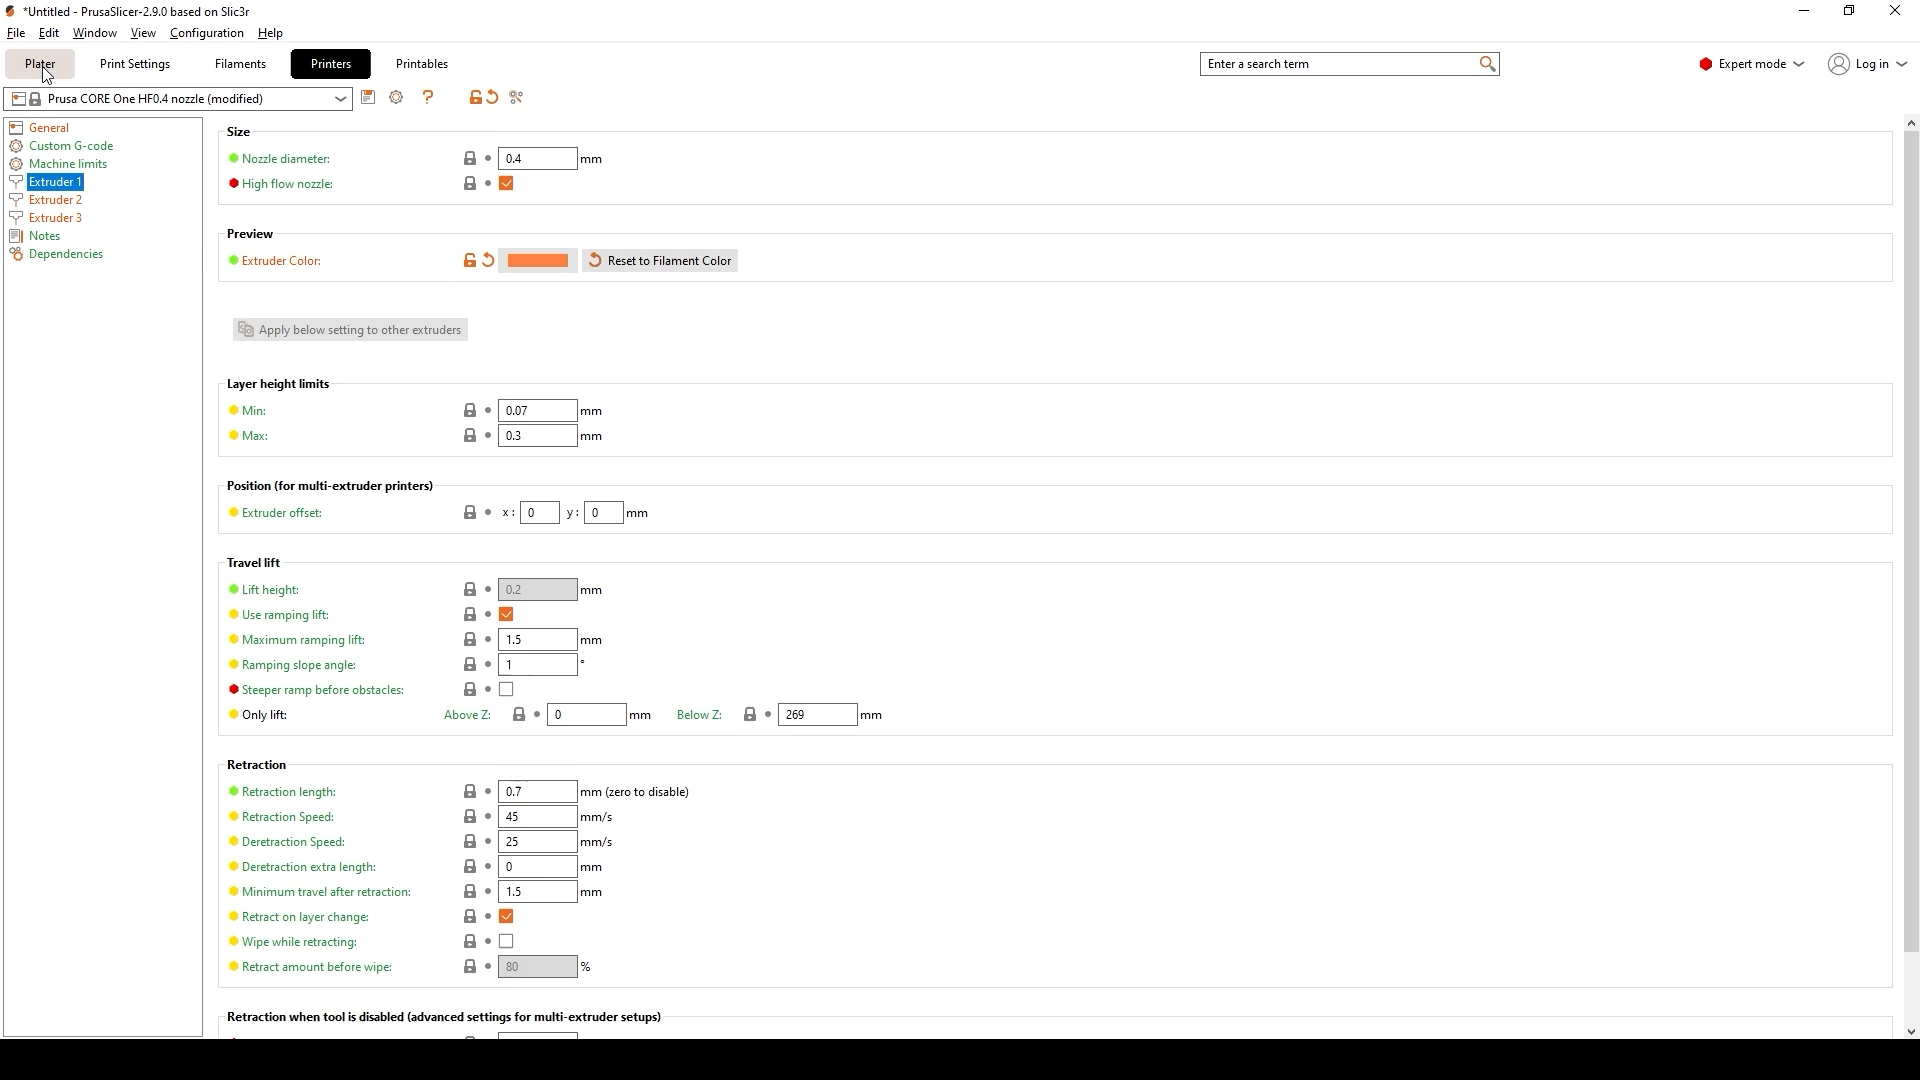 *Untitled - PrusaSlicer-2.9.0 based on Slic3r
File Edit Window View Configuration Help
Plater Print Settings Filaments Printers Printables Enter a search term Expert mode Log in
Prusa CORE One HF0.4 nozzle (modified) ?
General
Custom G-code
Machine limits
Extruder 1
Extruder 2
Extruder 3
Notes
Dependencies
Size
Nozzle diameter: 0.4 mm
High flow nozzle:
Preview
Extruder Color: Reset to Filament Color
Apply below setting to other extruders
Layer height limits
Min: 0.07 mm
Max: 0.3 mm
Position (for multi-extruder printers)
Extruder offset: x: 0 y: 0 mm
Travel lift
Lift height: 0.2 mm
Use ramping lift:
Maximum ramping lift: 1.5 mm
Ramping slope angle: 1 °
Steeper ramp before obstacles:
Only lift: Above Z: 0 mm Below Z: 269 mm
Retraction
Retraction length: 0.7 mm (zero to disable)
Retraction Speed: 45 mm/s
Deretraction Speed: 25 mm/s
Deretraction extra length: 0 mm
Minimum travel after retraction: 1.5 mm
Retract on layer change:
Wipe while retracting:
Retract amount before wipe: 80 %
Retraction when tool is disabled (advanced settings for multi-extruder setups)